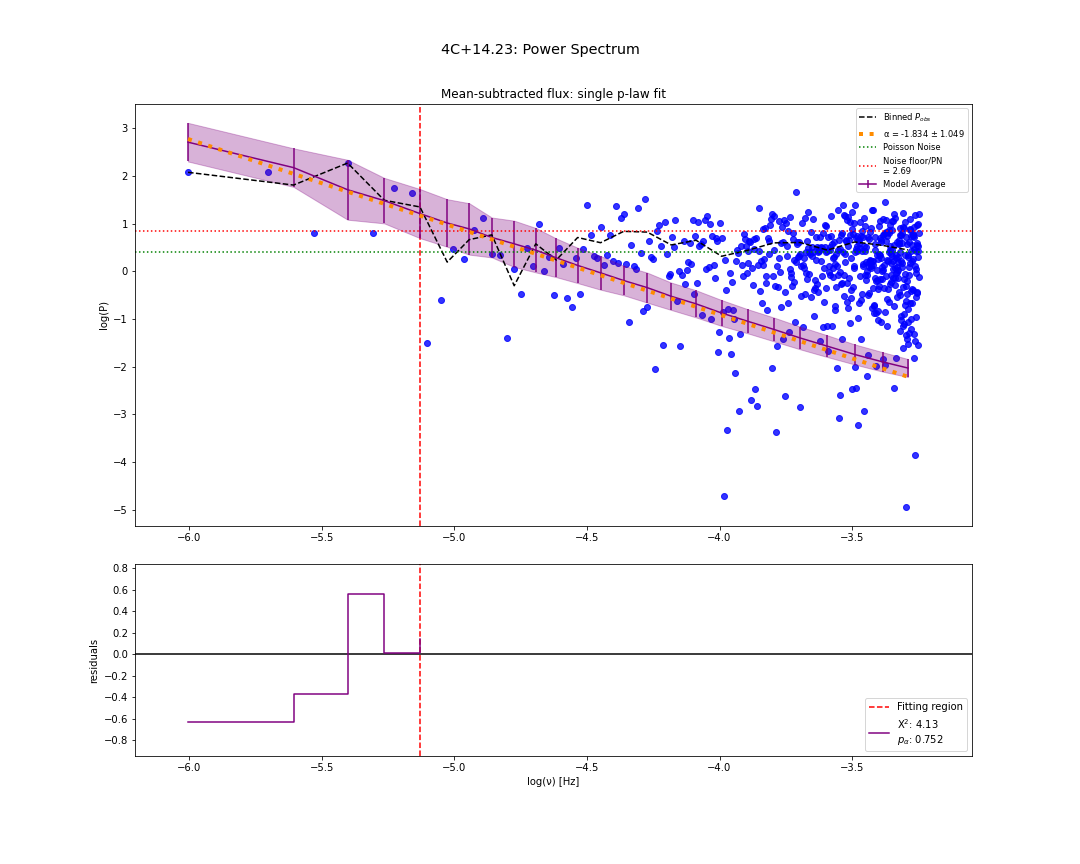 4C+14.23: Power Spectrum
Mean-subtracted flux: single p-law fit
log(P)
3
2
1
0
−1
−2
−3
−4
−5
Binned P_obs
α = -1.834 ± 1.049
Poisson Noise
Noise floor/PN
= 2.69
Model Average
−6.0 −5.5 −5.0 −4.5 −4.0 −3.5
residuals
0.8
0.6
0.4
0.2
0.0
−0.2
−0.4
−0.6
−0.8
Fitting region
X²: 4.13
p_α: 0.752
−6.0 −5.5 −5.0 −4.5 −4.0 −3.5
log(ν) [Hz]